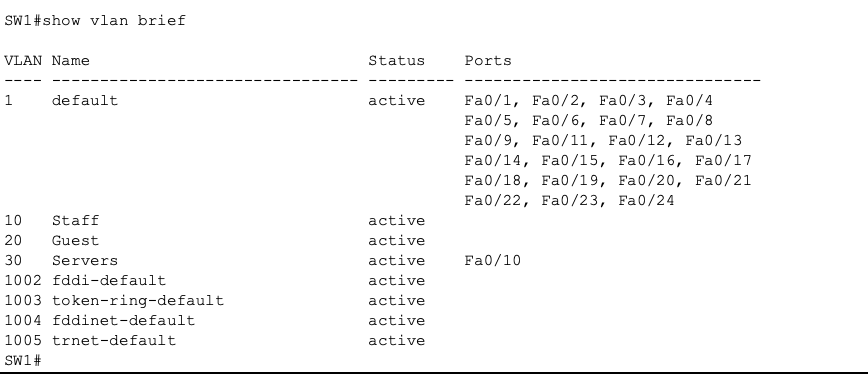 SW1#show vlan brief
VLAN Name                             Status    Ports
---- -------------------------------- --------- -------------------------------
1    default                          active    Fa0/1, Fa0/2, Fa0/3, Fa0/4
                                                Fa0/5, Fa0/6, Fa0/7, Fa0/8
                                                Fa0/9, Fa0/11, Fa0/12, Fa0/13
                                                Fa0/14, Fa0/15, Fa0/16, Fa0/17
                                                Fa0/18, Fa0/19, Fa0/20, Fa0/21
                                                Fa0/22, Fa0/23, Fa0/24
10   Staff                            active
20   Guest                            active
30   Servers                          active    Fa0/10
1002 fddi-default                     active
1003 token-ring-default               active
1004 fddinet-default                  active
1005 trnet-default                    active
SW1#